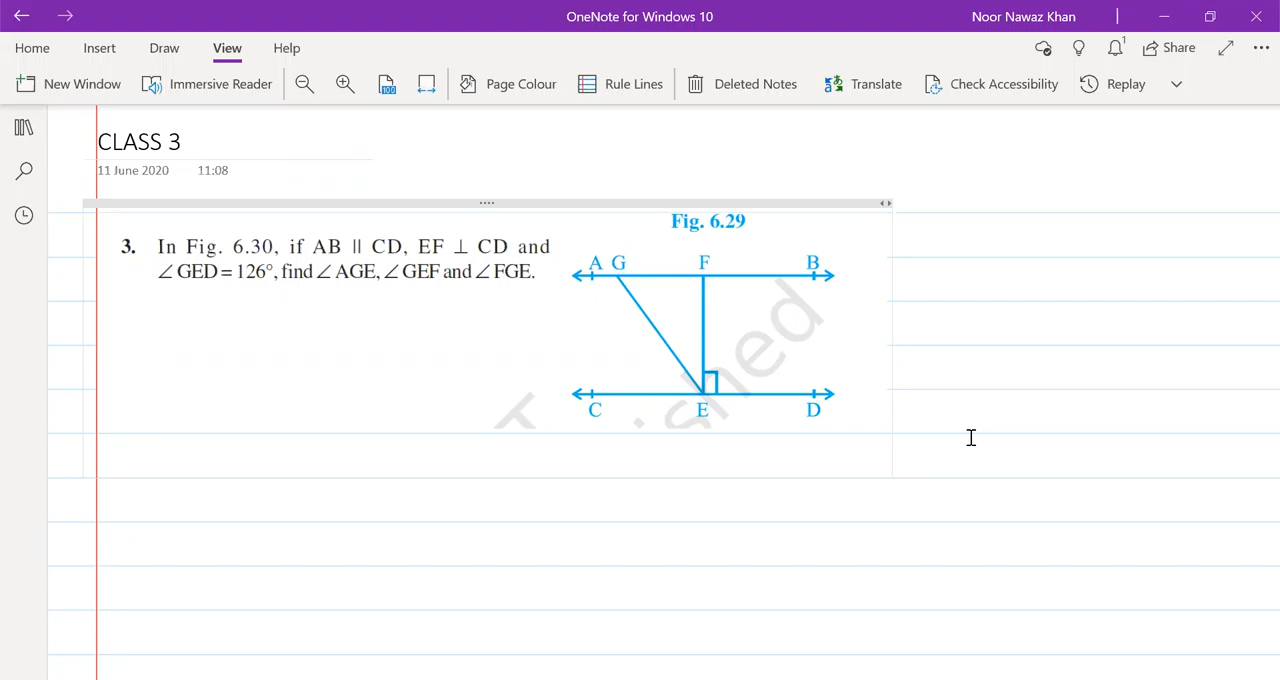 OneNote for Windows 10
Noor Nawaz Khan
Home Insert Draw View Help
1 Share
New Window Immersive Reader 100 Page Colour Rule Lines Deleted Notes Translate Check Accessibility Replay
CLASS 3
11 June 2020 11:08
Fig. 6.29
3. In Fig. 6.30, if AB || CD, EF ⊥ CD and
∠ GED = 126°, find ∠ AGE, ∠ GEF and ∠ FGE.
A G F B
C E D